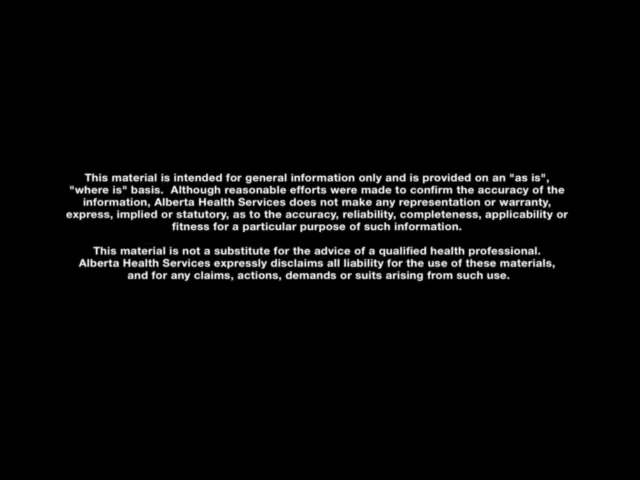 This material is intended for general information only and is provided on an "as is",
"where is" basis.  Although reasonable efforts were made to confirm the accuracy of the
information, Alberta Health Services does not make any representation or warranty,
express, implied or statutory, as to the accuracy, reliability, completeness, applicability or
fitness for a particular purpose of such information.
This material is not a substitute for the advice of a qualified health professional.
Alberta Health Services expressly disclaims all liability for the use of these materials,
and for any claims, actions, demands or suits arising from such use.